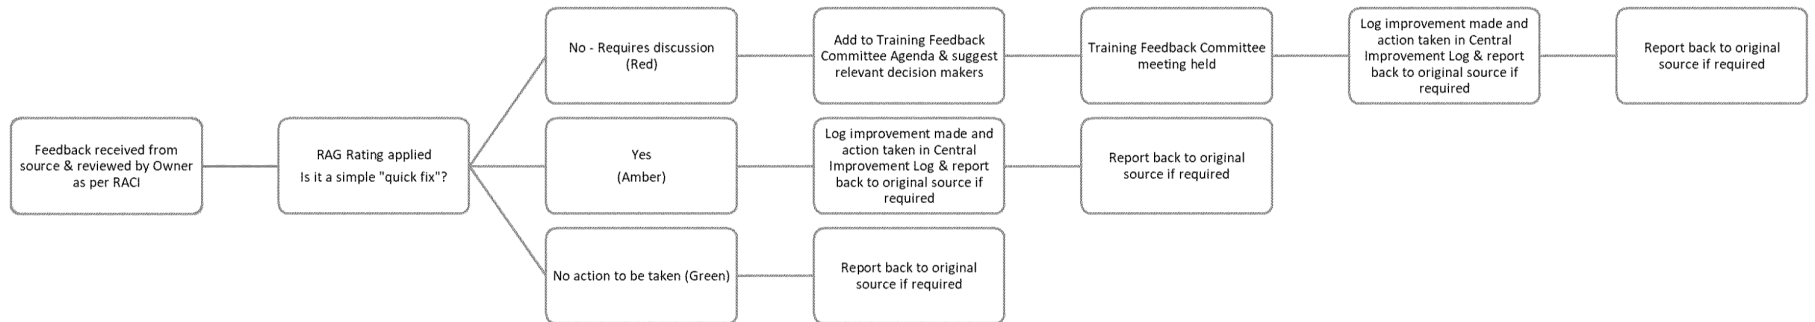 Feedback received from
source & reviewed by Owner
as per RACI
RAG Rating applied
Is it a simple "quick fix"?
No - Requires discussion
(Red)
Add to Training Feedback
Committee Agenda & suggest
relevant decision makers
Training Feedback Committee
meeting held
Log improvement made and
action taken in Central
Improvement Log & report
back to original source if
required
Report back to original
source if required
Yes
(Amber)
Log improvement made and
action taken in Central
Improvement Log & report
back to original source if
required
Report back to original
source if required
No action to be taken (Green)
Report back to original
source if required